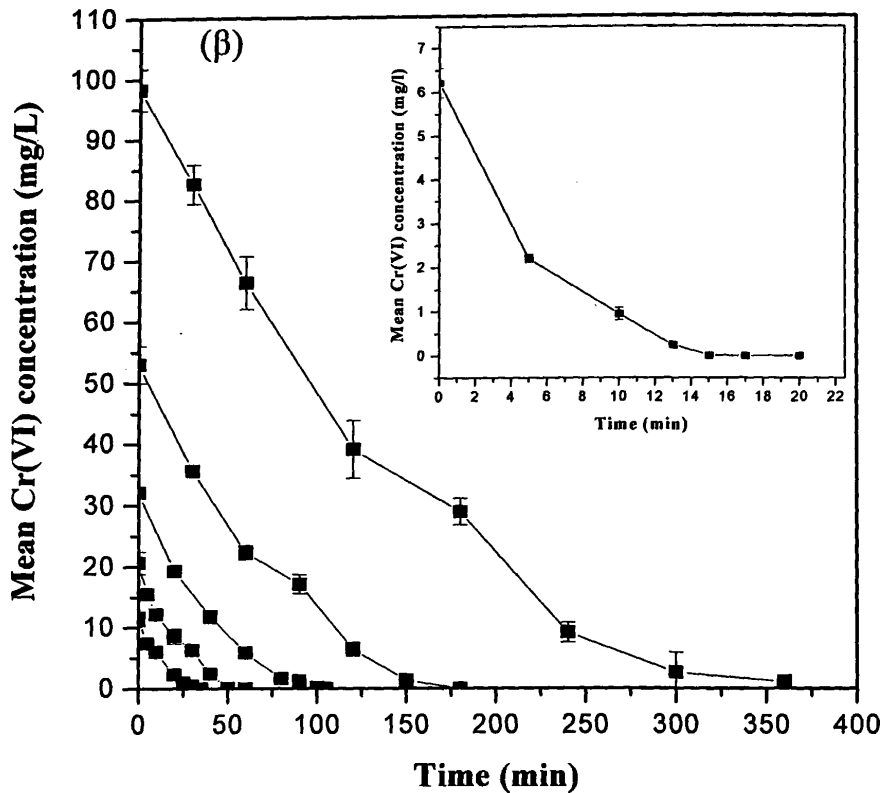 (β)
Mean Cr(VI) concentration (mg/L)
110
100
90
80
70
60
50
40
30
20
10
0
0 50 100 150 200 250 300 350 400
Time (min)
Mean Cr(VI) concentration (mg/l)
7
6
5
4
3
2
1
0
0 2 4 6 8 10 12 14 16 18 20 22
Time (min)